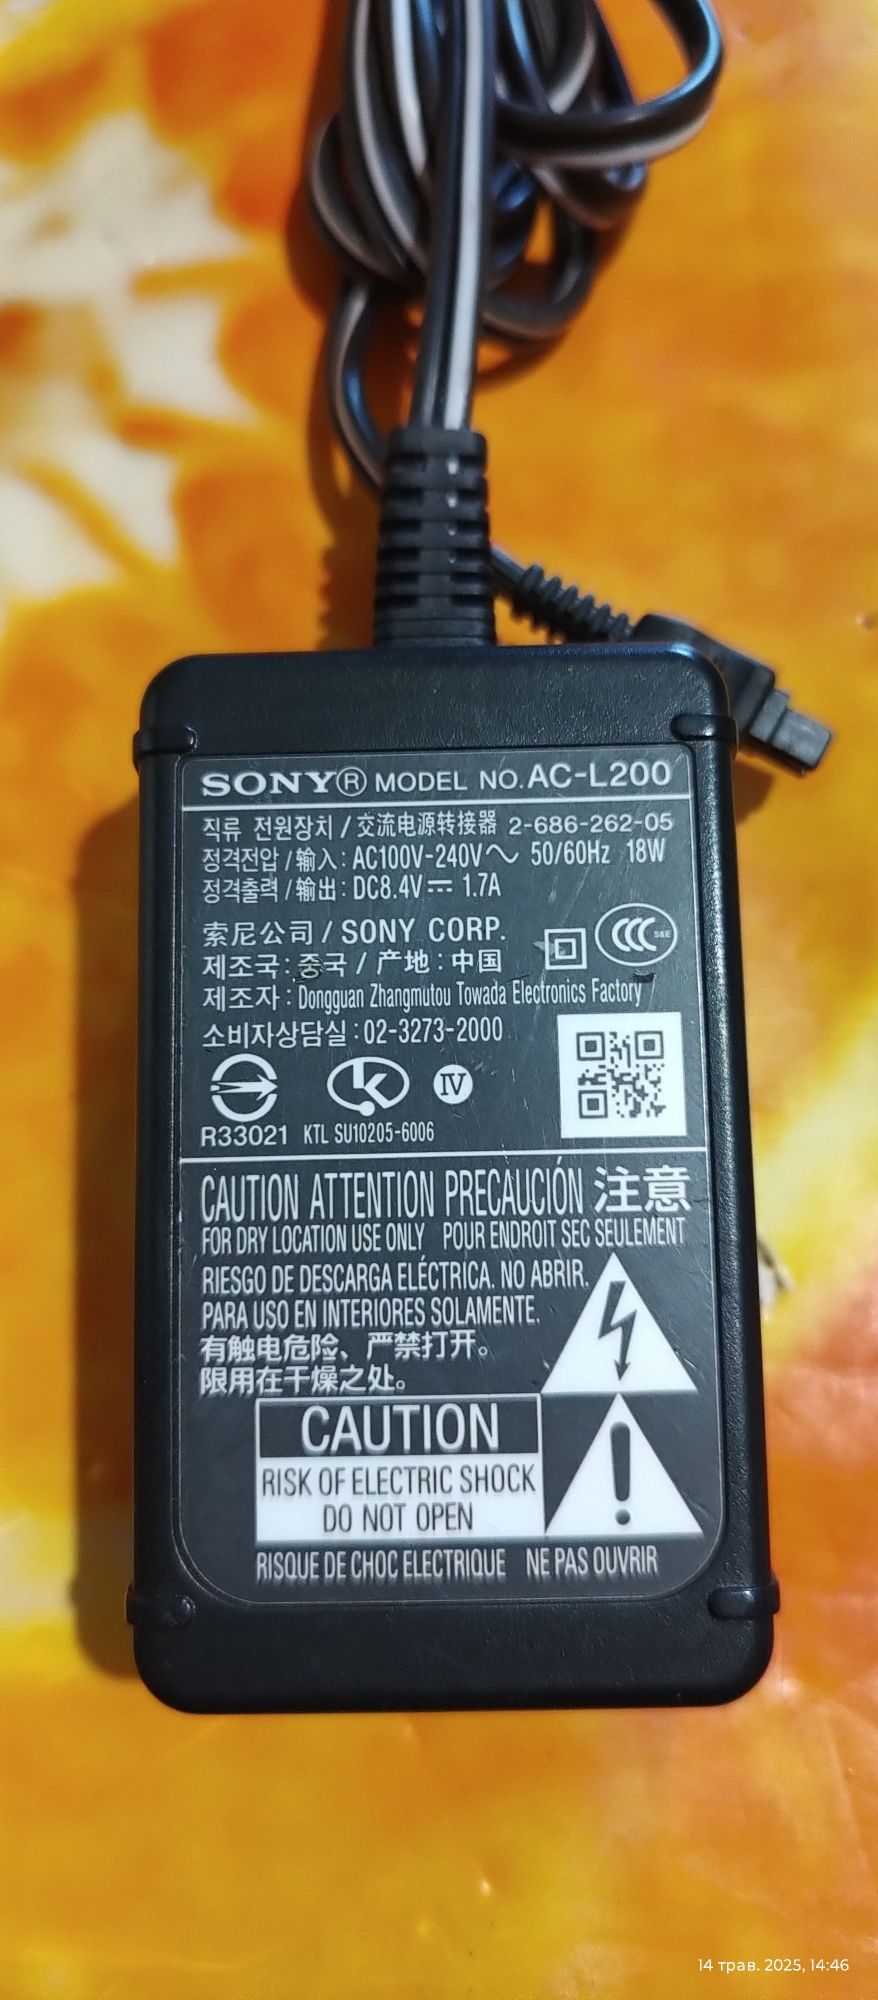 SONY® MODEL NO. AC-L200
직류 전원장치 / 交流电源转接器 2-686-262-05
정격전압 / 输入 : AC100V-240V～ 50/60Hz 18W
정격출력 / 输出 : DC8.4V⎓ 1.7A
索尼公司 / SONY CORP.
S&E
제조국 : 중국 / 产地 : 中国
제조자 : Dongguan Zhangmutou Towada Electronics Factory
소비자상담실 : 02-3273-2000
IV
R33021 KTL SU10205-6006
CAUTION ATTENTION PRECAUCIÓN 注意
FOR DRY LOCATION USE ONLY POUR ENDROIT SEC SEULEMENT
RIESGO DE DESCARGA ELÉCTRICA. NO ABRIR.
PARA USO EN INTERIORES SOLAMENTE.
有触电危险、严禁打开。
限用在干燥之处。
CAUTION
RISK OF ELECTRIC SHOCK
DO NOT OPEN
RISQUE DE CHOC ELECTRIQUE NE PAS OUVRIR
14 трав. 2025, 14:46